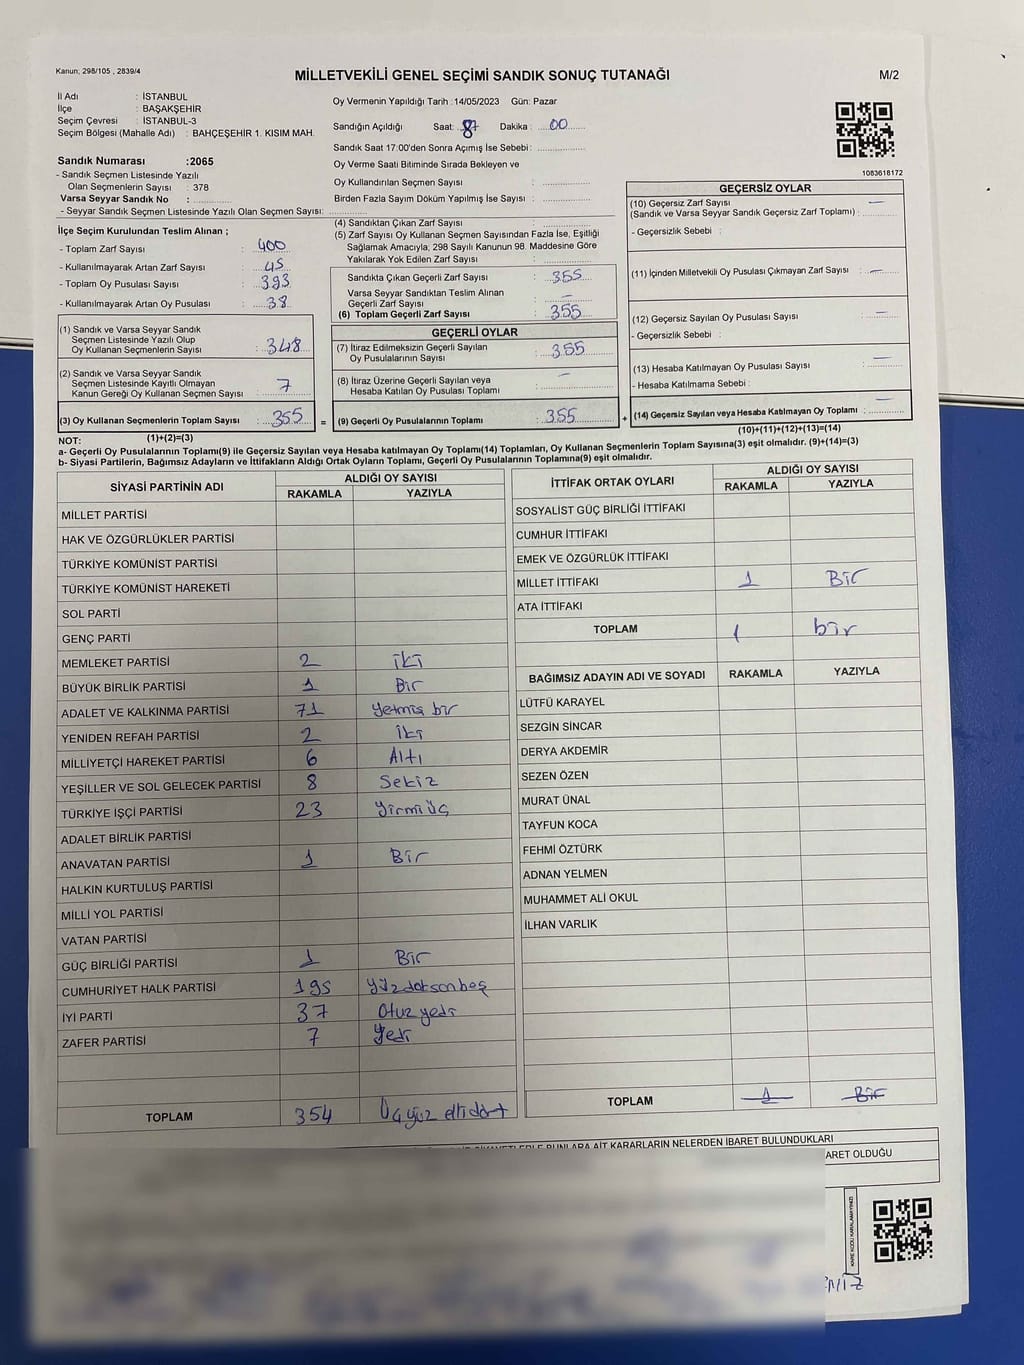 Kanun; 298/105 , 2839/4
MİLLETVEKİLİ GENEL SEÇİMİ SANDIK SONUÇ TUTANAĞI
M/2
İl Adı : İSTANBUL
İlçe : BAŞAKŞEHİR
Seçim Çevresi : İSTANBUL-3
Seçim Bölgesi (Mahalle Adı) : BAHÇEŞEHİR 1. KISIM MAH.
Sandık Numarası :2065
- Sandık Seçmen Listesinde Yazılı
Olan Seçmenlerin Sayısı : 378
Varsa Seyyar Sandık No :
- Seyyar Sandık Seçmen Listesinde Yazılı Olan Seçmen Sayısı:
Oy Vermenin Yapıldığı Tarih :14/05/2023 Gün: Pazar
Sandığın Açıldığı Saat: 8 Dakika : 00
Sandık Saat 17:00'den Sonra Açımış İse Sebebi :
Oy Verme Saati Bitiminde Sırada Bekleyen ve
Oy Kullandırılan Seçmen Sayısı :
Birden Fazla Sayım Döküm Yapılmış İse Sayısı :
1083618172
İlçe Seçim Kurulundan Teslim Alınan ;
- Toplam Zarf Sayısı : 400
- Kullanılmayarak Artan Zarf Sayısı : 45
- Toplam Oy Pusulası Sayısı : 393
- Kullanılmayarak Artan Oy Pusulası : 38
(1) Sandık ve Varsa Seyyar Sandık
Seçmen Listesinde Yazılı Olup
Oy Kullanan Seçmenlerin Sayısı : 348
(2) Sandık ve Varsa Seyyar Sandık
Seçmen Listesinde Kayıtlı Olmayan
Kanun Gereği Oy Kullanan Seçmen Sayısı : 7
(3) Oy Kullanan Seçmenlerin Toplam Sayısı : 355 =
(1)+(2)=(3)
(4) Sandıktan Çıkan Zarf Sayısı :
(5) Zarf Sayısı Oy Kullanan Seçmen Sayısından Fazla İse, Eşitliği
Sağlamak Amacıyla; 298 Sayılı Kanunun 98. Maddesine Göre
Yakılarak Yok Edilen Zarf Sayısı :
Sandıkta Çıkan Geçerli Zarf Sayısı : 355
Varsa Seyyar Sandıktan Teslim Alınan
Geçerli Zarf Sayısı : —
(6) Toplam Geçerli Zarf Sayısı : 355
GEÇERLİ OYLAR
(7) İtiraz Edilmeksizin Geçerli Sayılan
Oy Pusulalarının Sayısı : 355
(8) İtiraz Üzerine Geçerli Sayılan veya
Hesaba Katılan Oy Pusulası Toplamı : —
(9) Geçerli Oy Pusulalarının Toplamı : 355 +
GEÇERSİZ OYLAR
(10) Geçersiz Zarf Sayısı —
(Sandık ve Varsa Seyyar Sandık Geçersiz Zarf Toplamı) :
- Geçersizlik Sebebi :
(11) İçinden Milletvekili Oy Pusulası Çıkmayan Zarf Sayısı : —
(12) Geçersiz Sayılan Oy Pusulası Sayısı : —
- Geçersizlik Sebebi :
(13) Hesaba Katılmayan Oy Pusulası Sayısı : —
- Hesaba Katılmama Sebebi :
(14) Geçersiz Sayılan veya Hesaba Katılmayan Oy Toplamı : —
(10)+(11)+(12)+(13)=(14)
NOT:
a- Geçerli Oy Pusulalarının Toplamı(9) ile Geçersiz Sayılan veya Hesaba katılmayan Oy Toplamı(14) Toplamları, Oy Kullanan Seçmenlerin Toplam Sayısına(3) eşit olmalıdır. (9)+(14)=(3)
b- Siyasi Partilerin, Bağımsız Adayların ve İttifakların Aldığı Ortak Oyların Toplamı, Geçerli Oy Pusulalarının Toplamına(9) eşit olmalıdır.
SİYASİ PARTİNİN ADI ALDIĞI OY SAYISI
RAKAMLA YAZIYLA
MİLLET PARTİSİ
HAK VE ÖZGÜRLÜKLER PARTİSİ
TÜRKİYE KOMÜNİST PARTİSİ
TÜRKİYE KOMÜNİST HAREKETİ
SOL PARTİ
GENÇ PARTİ
MEMLEKET PARTİSİ 2 iki
BÜYÜK BİRLİK PARTİSİ 1 Bir
ADALET VE KALKINMA PARTİSİ 71 yetmiş bir
YENİDEN REFAH PARTİSİ 2 İki
MİLLİYETÇİ HAREKET PARTİSİ 6 Altı
YEŞİLLER VE SOL GELECEK PARTİSİ 8 Sekiz
TÜRKİYE İŞÇİ PARTİSİ 23 yirmi üç
ADALET BİRLİK PARTİSİ
ANAVATAN PARTİSİ 1 Bir
HALKIN KURTULUŞ PARTİSİ
MİLLİ YOL PARTİSİ
VATAN PARTİSİ
GÜÇ BİRLİĞİ PARTİSİ 1 Bir
CUMHURİYET HALK PARTİSİ 195 yüz doksan beş
İYİ PARTİ 37 Otuz yedi
ZAFER PARTİSİ 7 Yedi
TOPLAM 354 Üç yüz elli dört
İTTİFAK ORTAK OYLARI ALDIĞI OY SAYISI
RAKAMLA YAZIYLA
SOSYALİST GÜÇ BİRLİĞİ İTTİFAKI
CUMHUR İTTİFAKI
EMEK VE ÖZGÜRLÜK İTTİFAKI
MİLLET İTTİFAKI 1 Bir
ATA İTTİFAKI
TOPLAM 1 bir
BAĞIMSIZ ADAYIN ADI VE SOYADI RAKAMLA YAZIYLA
LÜTFÜ KARAYEL
SEZGİN SİNCAR
DERYA AKDEMİR
SEZEN ÖZEN
MURAT ÜNAL
TAYFUN KOCA
FEHMİ ÖZTÜRK
ADNAN YELMEN
MUHAMMET ALİ OKUL
İLHAN VARLIK
TOPLAM 1 Bir
BUNLARA AİT KARARLARIN NELERDEN İBARET BULUNDUKLARI
ARET OLDUĞU